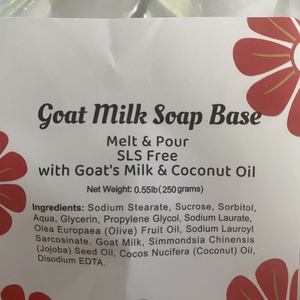 Goat Milk Soap Base
Melt & Pour
SLS Free
with Goat's Milk & Coconut Oil
Net Weight: 0.55lb(250grams)
Ingredients: Sodium Stearate, Sucrose, Sorbitol,
Aqua, Glycerin, Propylene Glycol, Sodium Laurate,
Olea Europaea (Olive) Fruit Oil, Sodium Lauroyl
Sarcosinate, Goat Milk, Simmondsia Chinensis
(Jojoba) Seed Oil, Cocos Nucifera (Coconut) Oil,
Disodium EDTA.